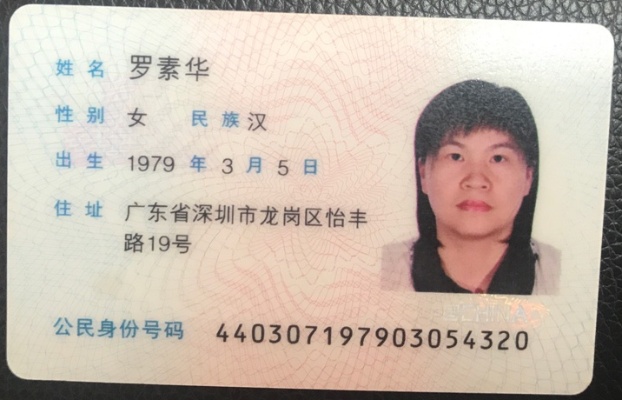 姓名 罗素华
性别 女 民族 汉
出生 1979 年 3 月 5 日
住址 广东省深圳市龙岗区怡丰
路19号
公民身份号码 440307197903054320